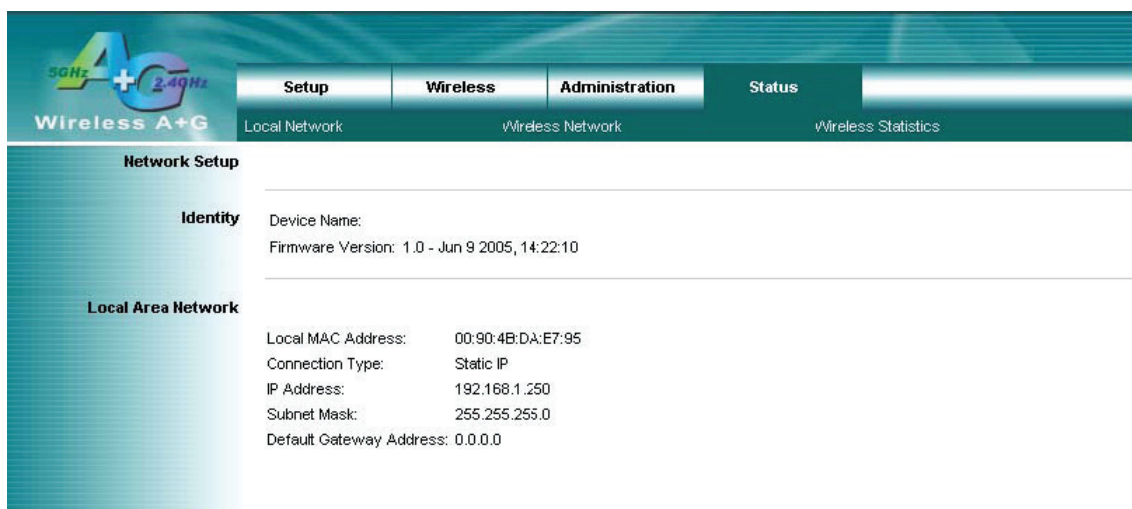 5GHz A+G 2.4GHz
Wireless A+G
Setup Wireless Administration Status
Local Network Wireless Network Wireless Statistics
Network Setup
Identity
Device Name:
Firmware Version: 1.0 - Jun 9 2005, 14:22:10
Local Area Network
Local MAC Address: 00:90:4B:DA:E7:95
Connection Type: Static IP
IP Address: 192.168.1.250
Subnet Mask: 255.255.255.0
Default Gateway Address: 0.0.0.0